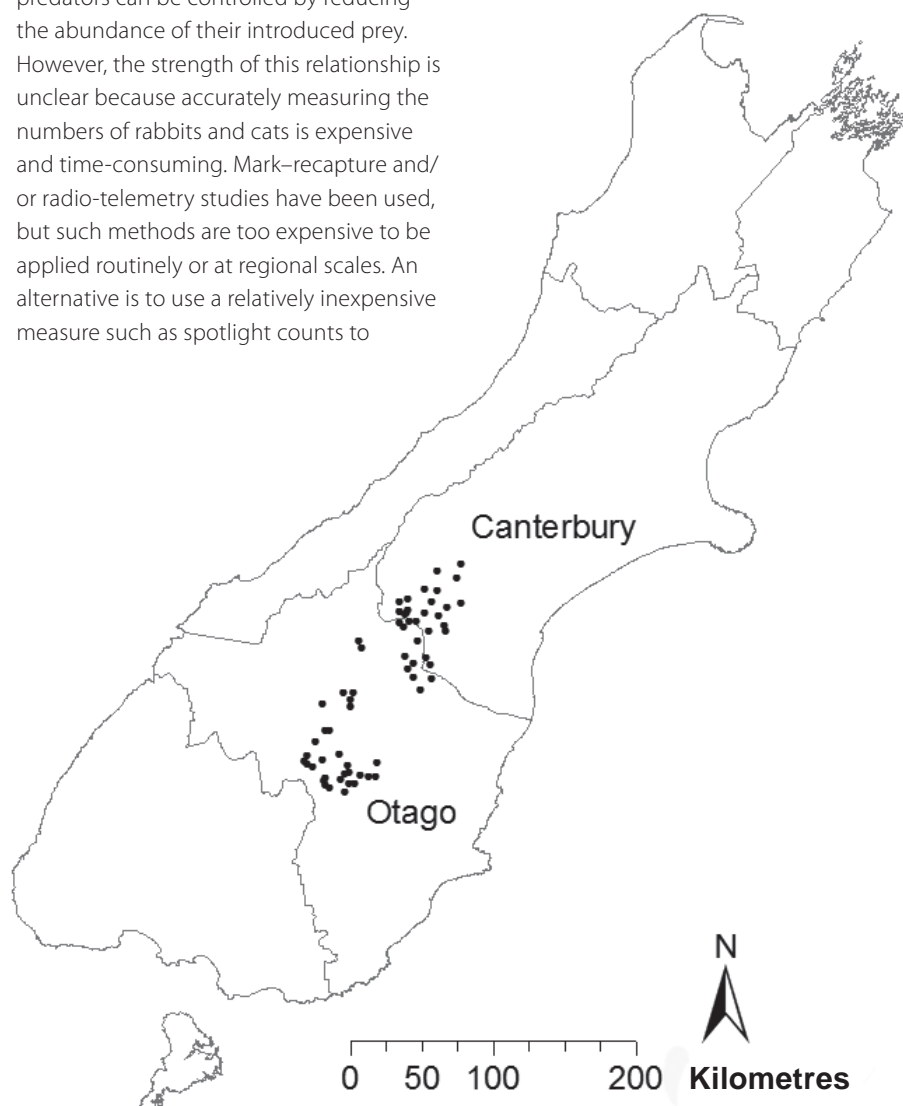 predators can be controlled by reducing
the abundance of their introduced prey.
However, the strength of this relationship is
unclear because accurately measuring the
numbers of rabbits and cats is expensive
and time-consuming. Mark–recapture and/
or radio-telemetry studies have been used,
but such methods are too expensive to be
applied routinely or at regional scales. An
alternative is to use a relatively inexpensive
measure such as spotlight counts to
Canterbury
Otago
N
0 50 100 200 Kilometres